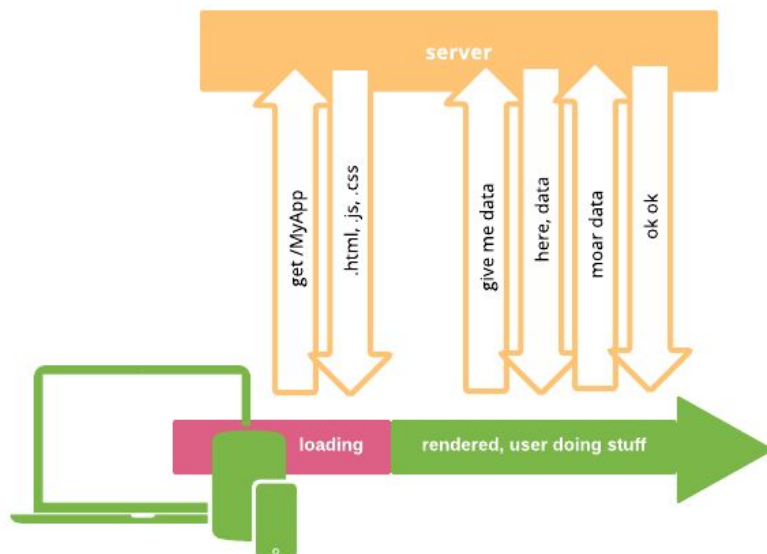 server
get /MyApp
.html, .js, .css
give me data
here, data
moar data
ok ok
loading
rendered, user doing stuff